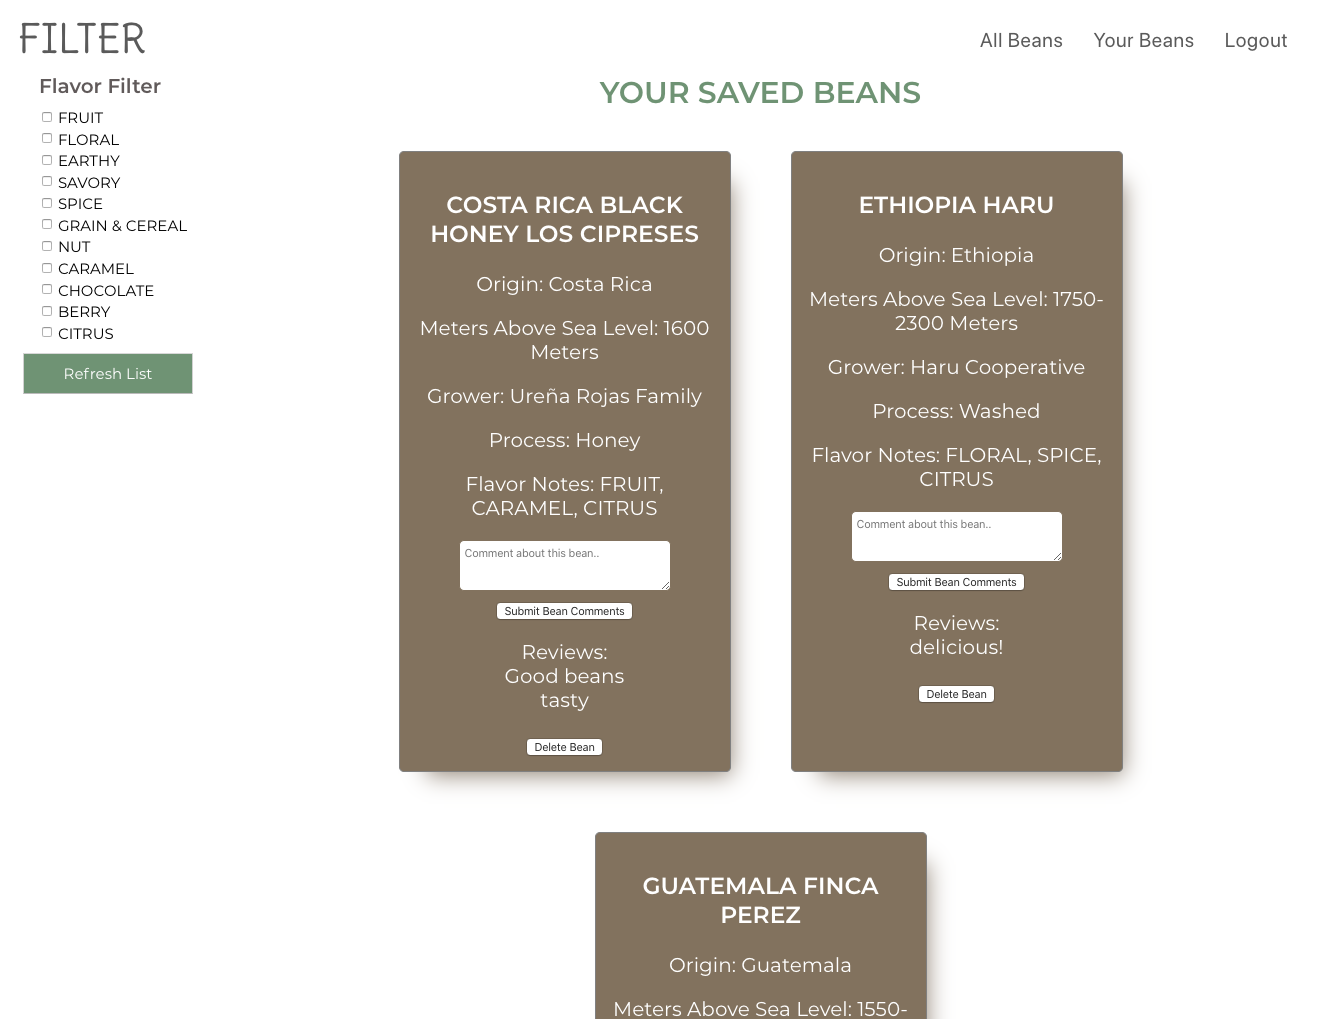 FILTER
All Beans
Your Beans
Logout
Flavor Filter
FRUIT
FLORAL
EARTHY
SAVORY
SPICE
GRAIN & CEREAL
NUT
CARAMEL
CHOCOLATE
BERRY
CITRUS
Refresh List
YOUR SAVED BEANS
COSTA RICA BLACK
HONEY LOS CIPRESES
Origin: Costa Rica
Meters Above Sea Level: 1600
Meters
Grower: Ureña Rojas Family
Process: Honey
Flavor Notes: FRUIT,
CARAMEL, CITRUS
Comment about this bean..
Submit Bean Comments
Reviews:
Good beans
tasty
Delete Bean
ETHIOPIA HARU
Origin: Ethiopia
Meters Above Sea Level: 1750-
2300 Meters
Grower: Haru Cooperative
Process: Washed
Flavor Notes: FLORAL, SPICE,
CITRUS
Comment about this bean..
Submit Bean Comments
Reviews:
delicious!
Delete Bean
GUATEMALA FINCA
PEREZ
Origin: Guatemala
Meters Above Sea Level: 1550-